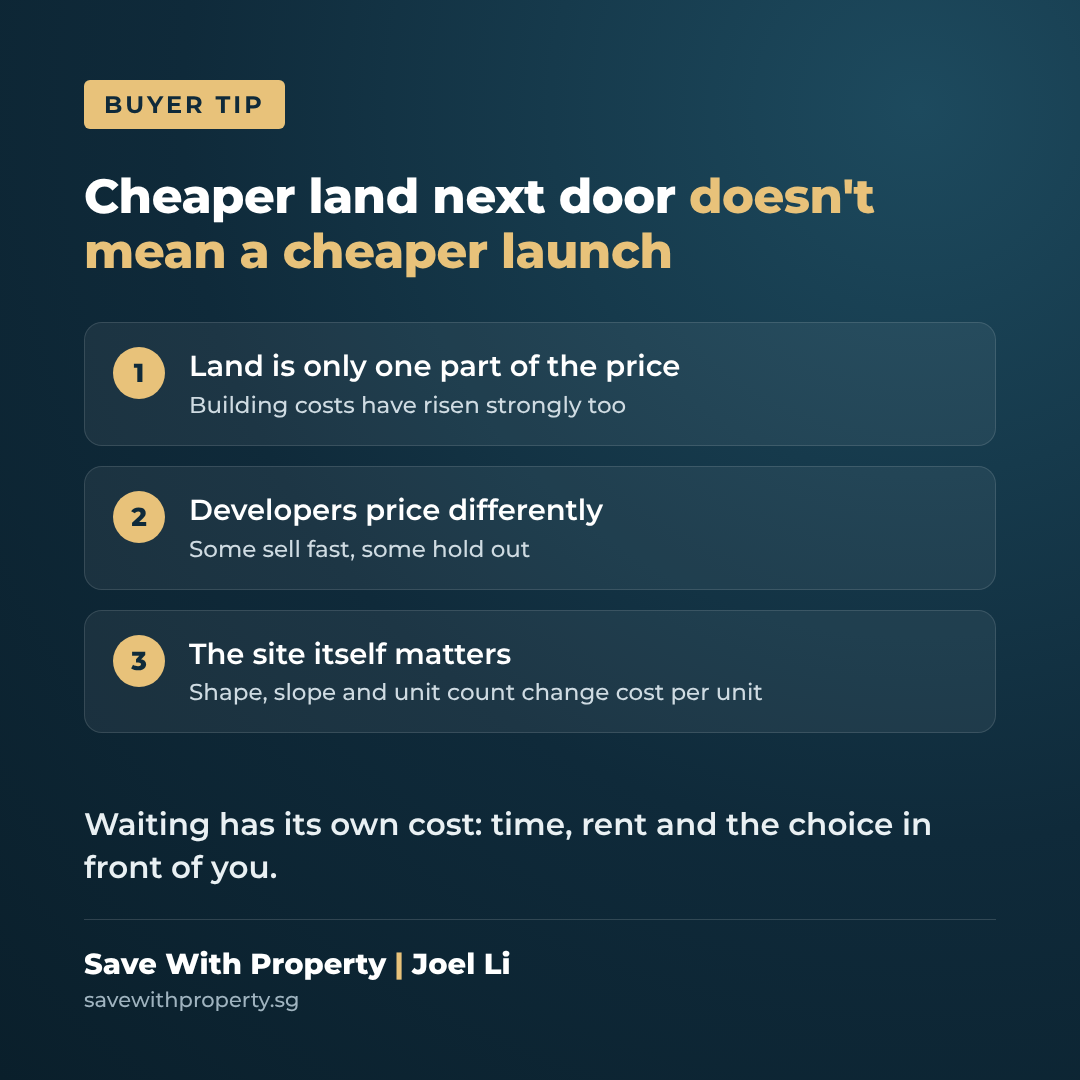 BUYER TIP
Cheaper land next door doesn't
mean a cheaper launch
1
Land is only one part of the price
Building costs have risen strongly too
2
Developers price differently
Some sell fast, some hold out
3
The site itself matters
Shape, slope and unit count change cost per unit
Waiting has its own cost: time, rent and the choice in
front of you.
Save With Property | Joel Li
savewithproperty.sg